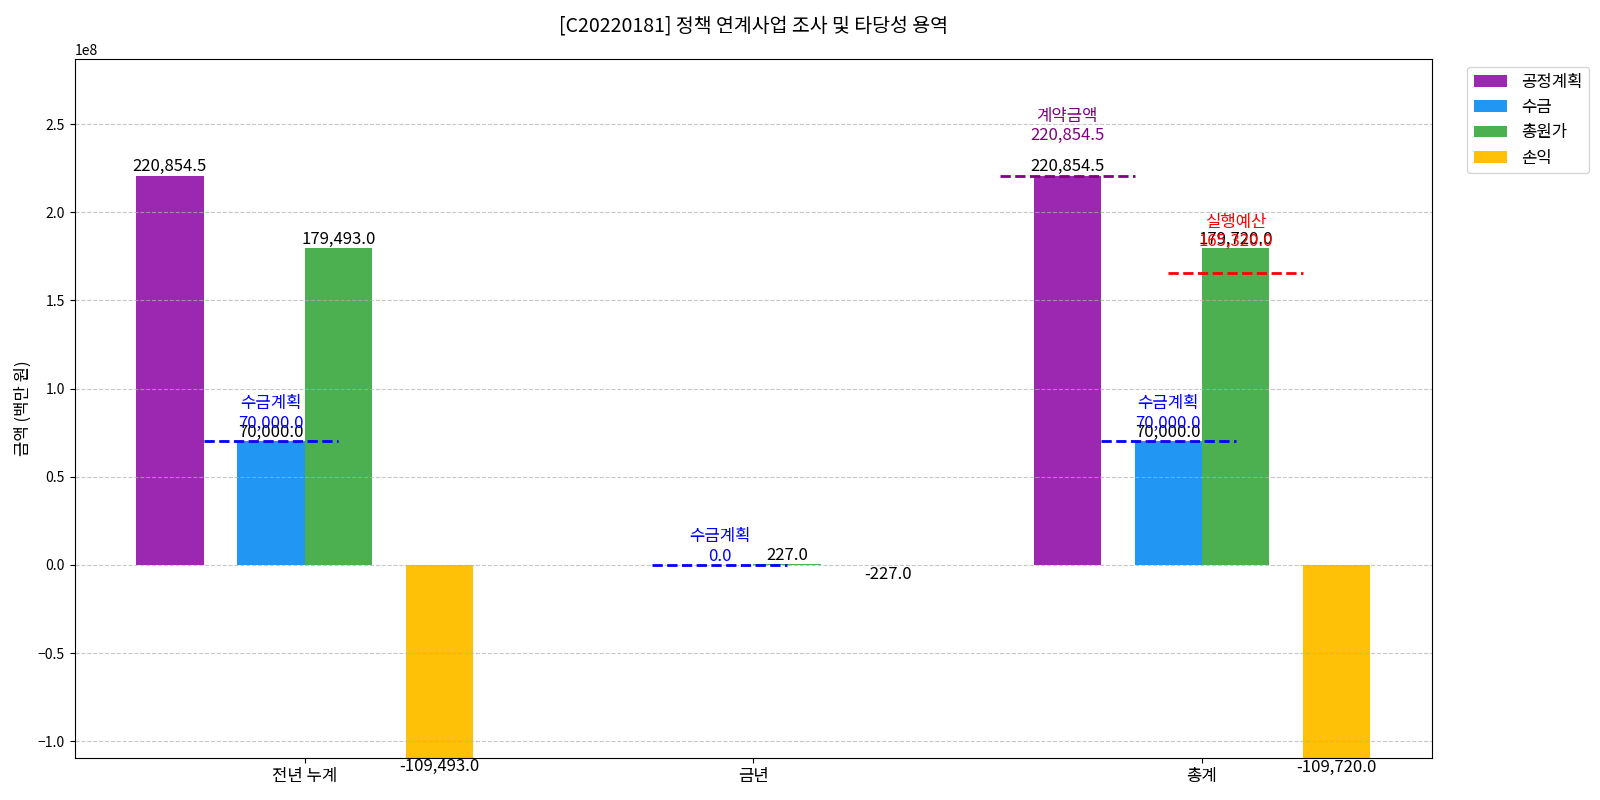 [C20220181] 정책 연계사업 조사 및 타당성 용역
1e8
공정계획
수금
총원가
손익
금액 (백만 원)
2.5
2.0
1.5
1.0
0.5
0.0
−0.5
−1.0
220,854.5
수금계획
70,000.0
70,000.0
179,493.0
-109,493.0
수금계획
0.0
227.0
-227.0
계약금액
220,854.5
220,854.5
수금계획
70,000.0
70,000.0
실행예산
179,720.0
-109,720.0
전년 누계
금년
총계